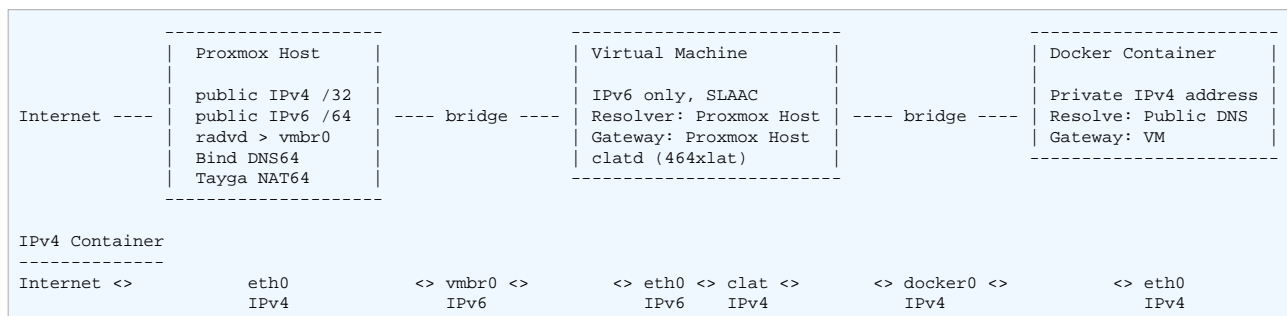 --------------------- -------------------------- ------------------------
| Proxmox Host | | Virtual Machine | | Docker Container |
| | | | | |
| public IPv4 /32 | | IPv6 only, SLAAC | | Private IPv4 address |
Internet ---- | public IPv6 /64 | ---- bridge ---- | Resolver: Proxmox Host | ---- bridge ---- | Resolve: Public DNS |
| radvd > vmbr0 | | Gateway: Proxmox Host | | Gateway: VM |
| Bind DNS64 | | clatd (464xlat) | ------------------------
| Tayga NAT64 | --------------------------
---------------------
IPv4 Container
--------------
Internet <> eth0 <> vmbr0 <> <> eth0 <> clat <> <> docker0 <> <> eth0
IPv4 IPv6 IPv6 IPv4 IPv4 IPv4